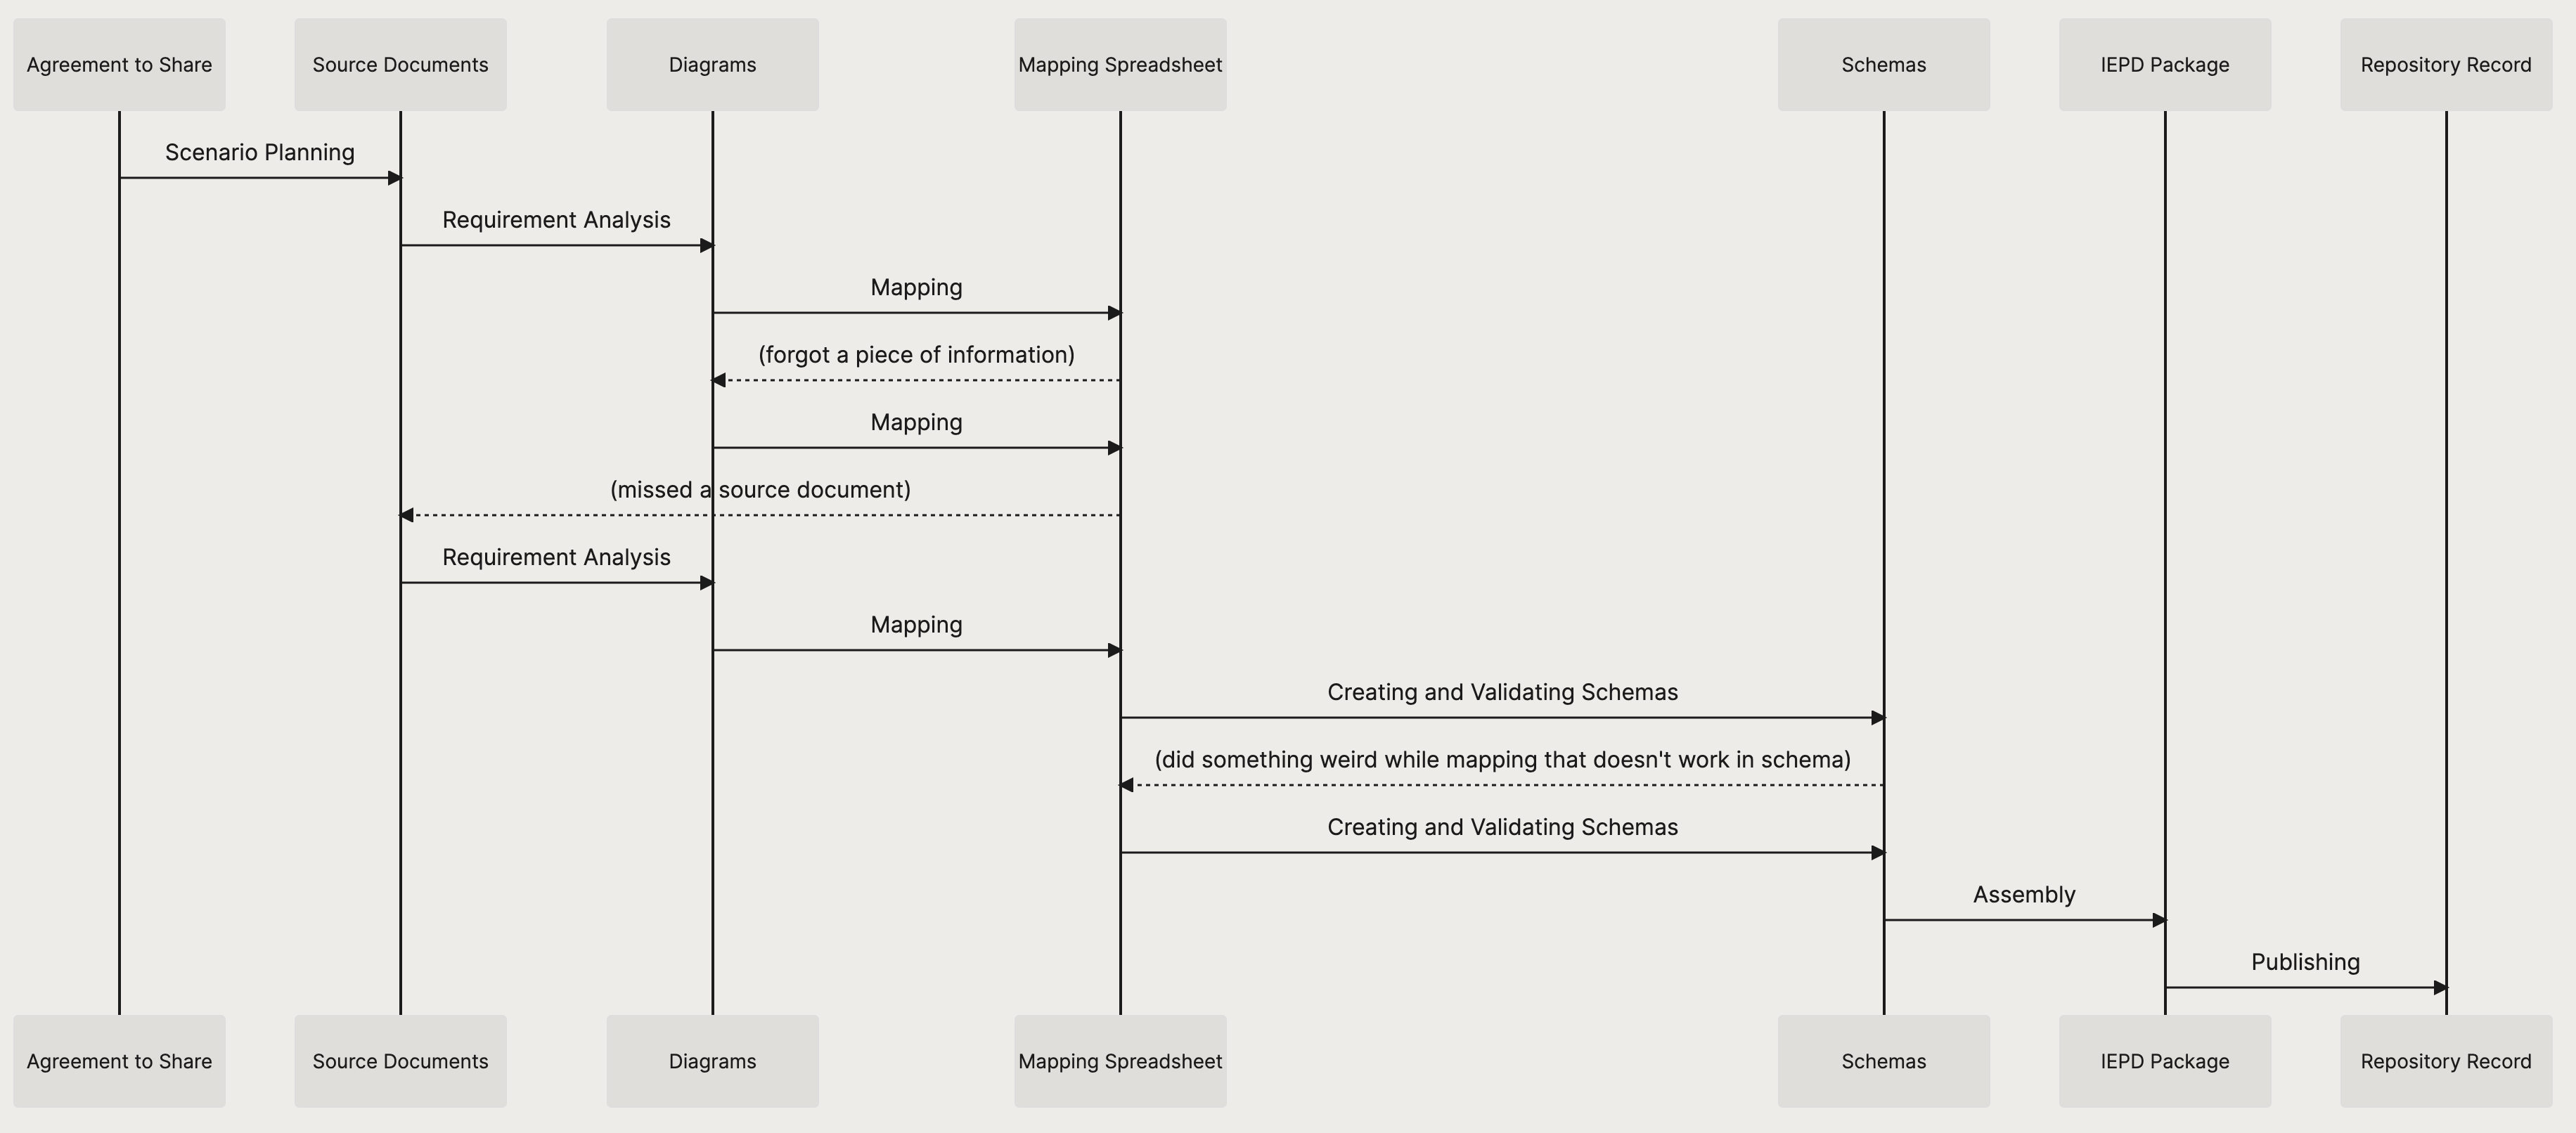 Agreement to Share
Source Documents
Diagrams
Mapping Spreadsheet
Schemas
IEPD Package
Repository Record
Scenario Planning
Requirement Analysis
Mapping
(forgot a piece of information)
Mapping
(missed a source document)
Requirement Analysis
Mapping
Creating and Validating Schemas
(did something weird while mapping that doesn't work in schema)
Creating and Validating Schemas
Assembly
Publishing
Agreement to Share
Source Documents
Diagrams
Mapping Spreadsheet
Schemas
IEPD Package
Repository Record